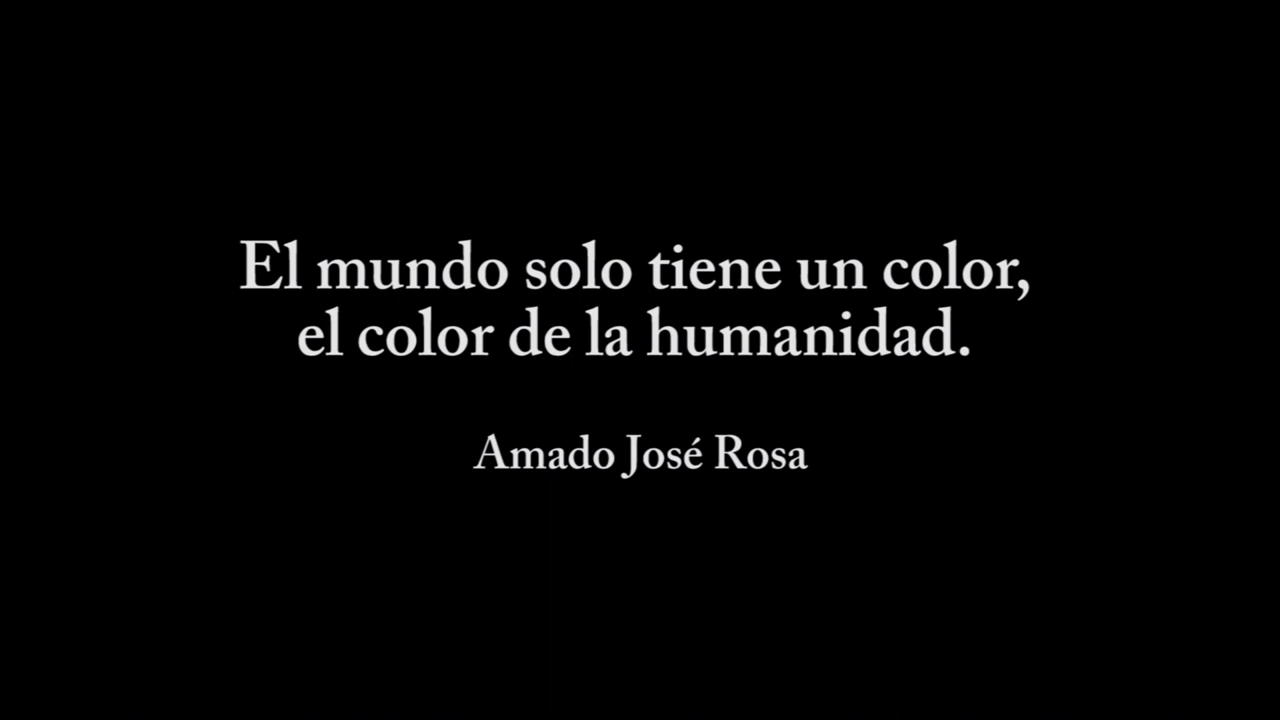 El mundo solo tiene un color,
el color de la humanidad.
Amado José Rosa